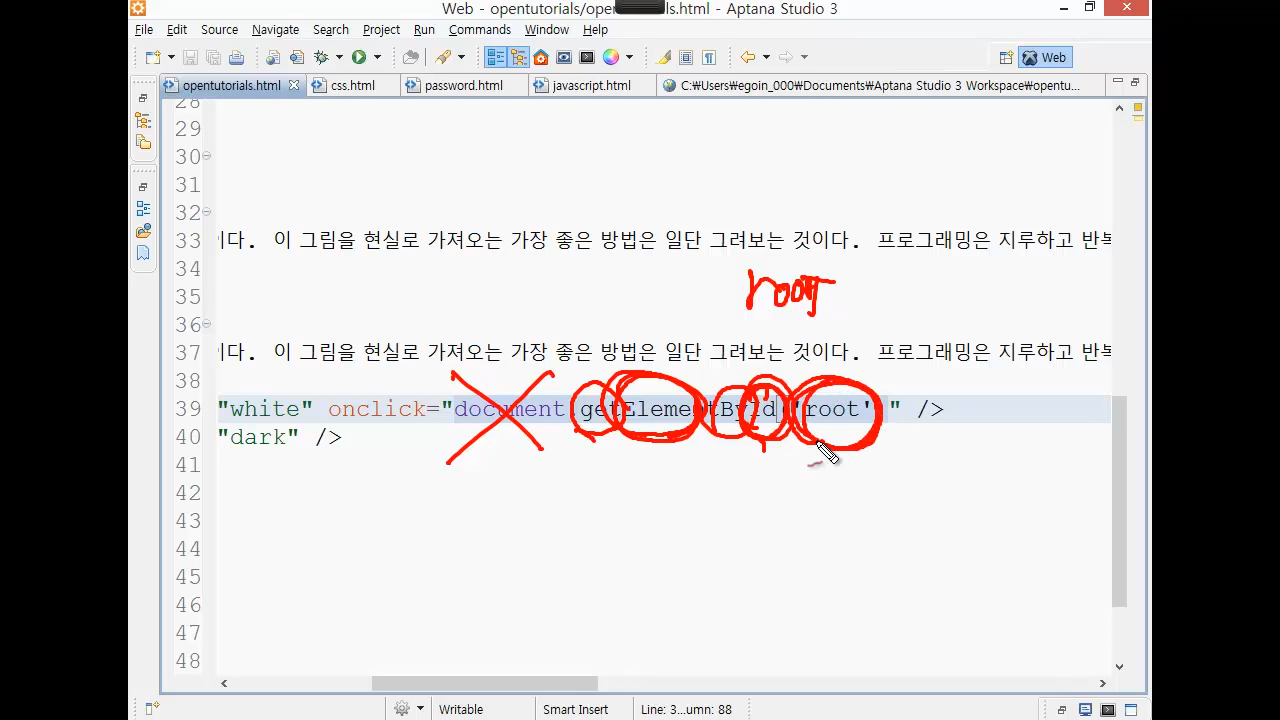 Web - opentutorials/open ls.html - Aptana Studio 3
File Edit Source Navigate Search Project Run Commands Window Help
Web
opentutorials.html css.html password.html javascript.html C:₩Users₩egoin_000₩Documents₩Aptana Studio 3 Workspace₩opentu...
28
29
30
31
32
33 이다. 이 그림을 현실로 가져오는 가장 좋은 방법은 일단 그려보는 것이다. 프로그래밍은 지루하고 반복
34
root
35
36
37 이다. 이 그림을 현실로 가져오는 가장 좋은 방법은 일단 그려보는 것이다. 프로그래밍은 지루하고 반복
38
39 "white" onclick="document.getElementById('root')" />
40 "dark" />
41
42
43
44
45
46
47
48
Writable Smart Insert Line: 3...umn: 88